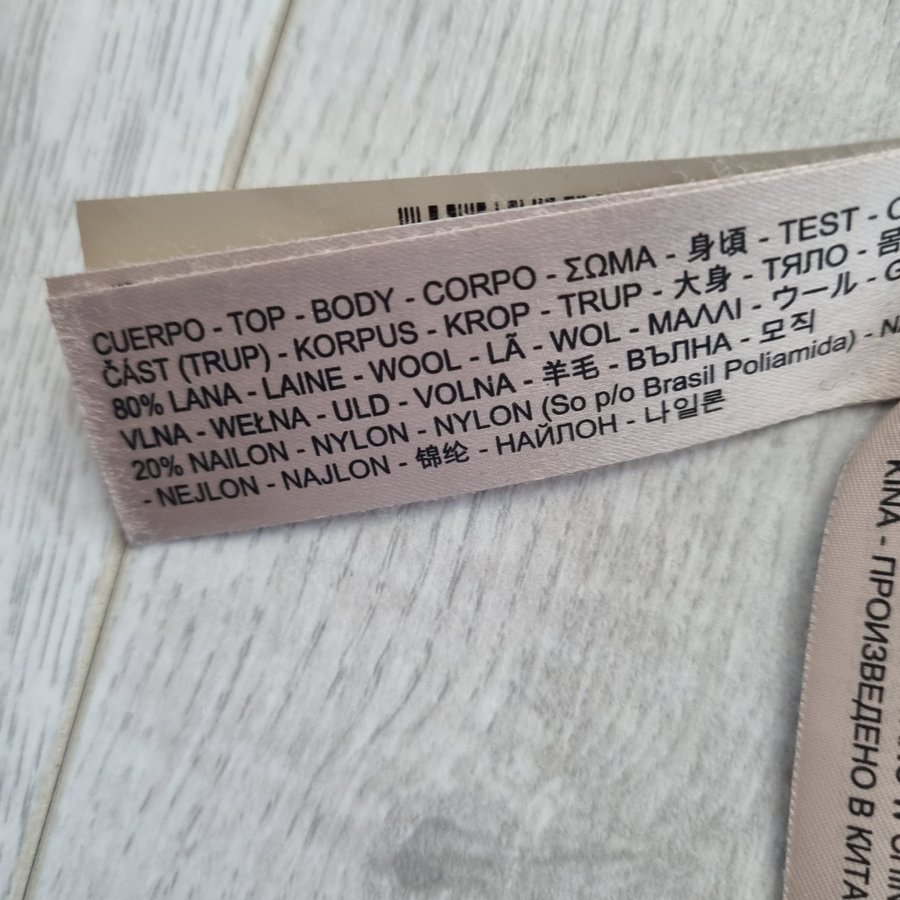 CUERPO - TOP - BODY - CORPO - ΣΩΜΑ - 身頃 - TEST -
ČÁST (TRUP) - KORPUS - KROP - TRUP - 大身 - ТЯЛО - 몸
80% LANA - LAINE - WOOL - LÃ - WOL - ΜΑΛΛΙ - ウール -
VLNA - WEŁNA - ULD - VOLNA - 羊毛 - ВЪЛНА - 모직
20% NAILON - NYLON - NYLON (So p/o Brasil Poliamida) -
- NEJLON - NAJLON - 锦纶 - НАЙЛОН - 나일론
KINA - ПРОИЗВЕДЕНО В